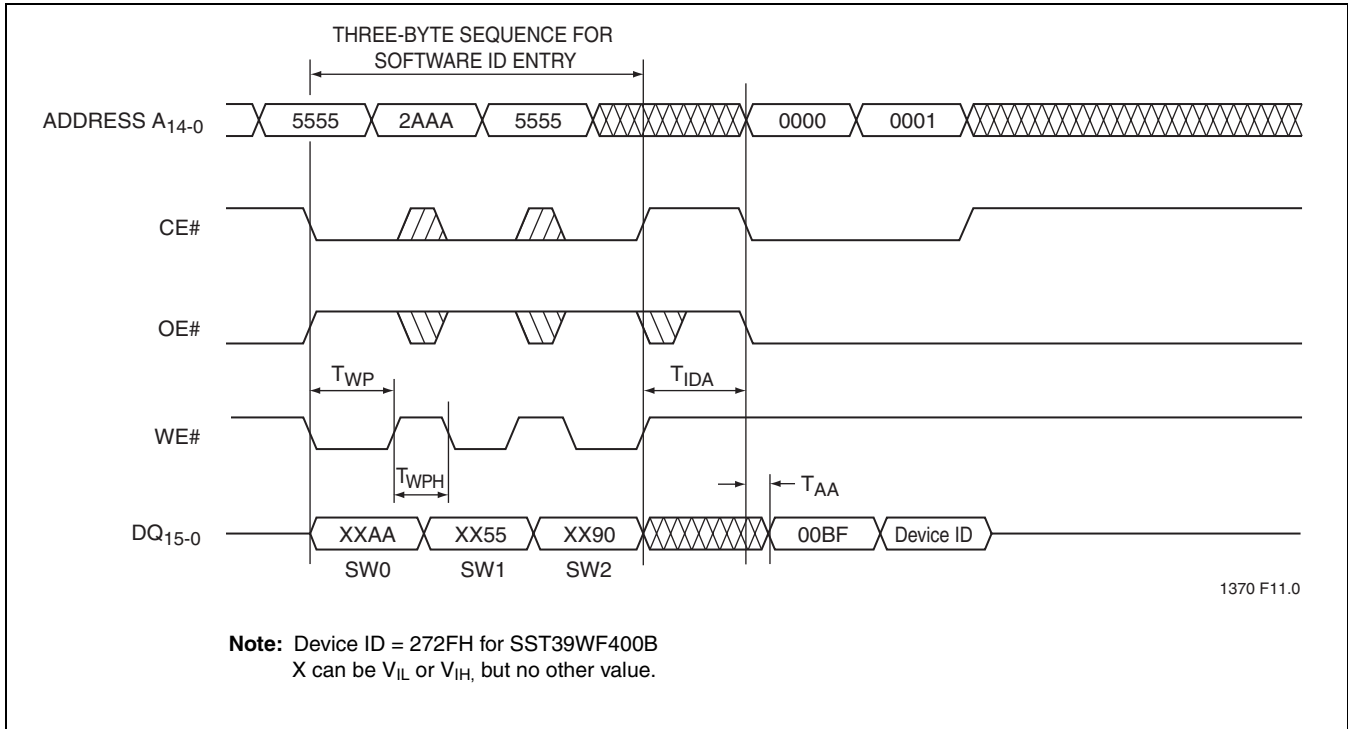 THREE-BYTE SEQUENCE FOR
SOFTWARE ID ENTRY
ADDRESS A14-0 5555 2AAA 5555 0000 0001
CE#
OE#
TWP TIDA
WE#
TWPH TAA
DQ15-0 XXAA XX55 XX90 00BF Device ID
SW0 SW1 SW2
1370 F11.0
Note: Device ID = 272FH for SST39WF400B
X can be VIL or VIH, but no other value.